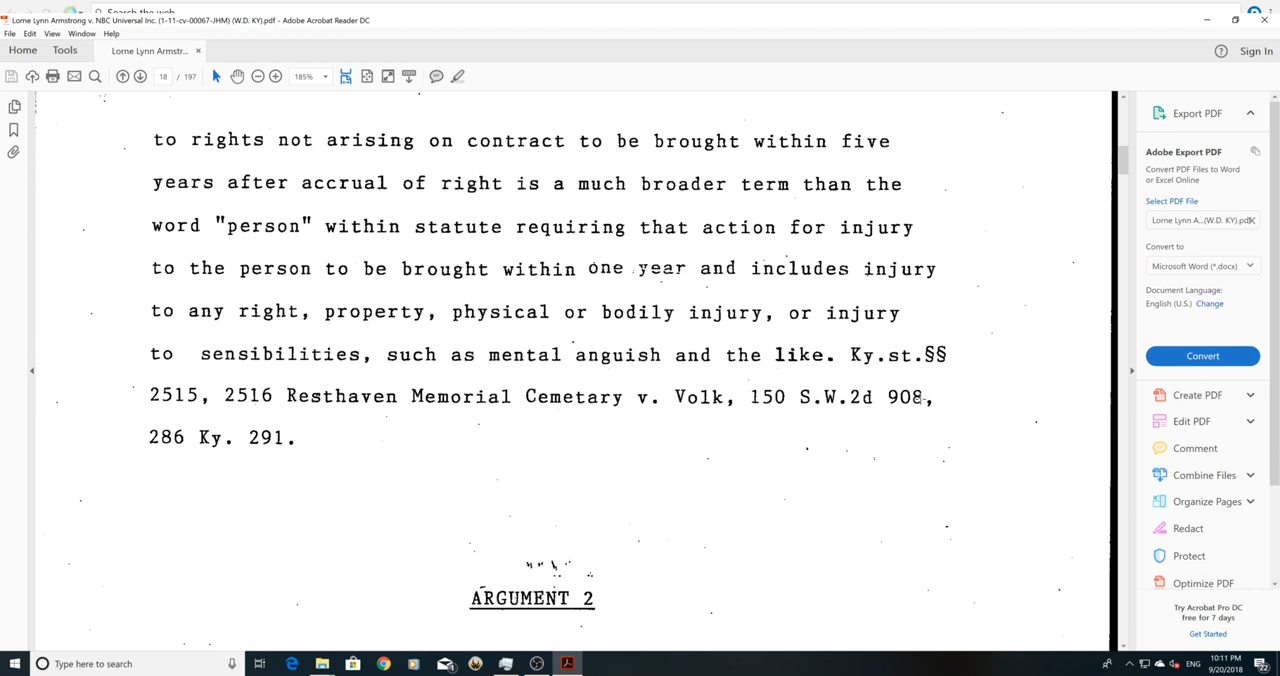 Search the web
Lorne Lynn Armstrong v. NBC Universal Inc. (1-11-cv-00067-JHM) (W.D. KY).pdf - Adobe Acrobat Reader DC
File Edit View Window Help
Home Tools Lorne Lynn Armstr... × Sign In
18 / 197 185%
to rights not arising on contract to be brought within five
years after accrual of right is a much broader term than the
word "person" within statute requiring that action for injury
to the person to be brought within one year and includes injury
to any right, property, physical or bodily injury, or injury
to sensibilities, such as mental anguish and the like. Ky.st.§§
2515, 2516 Resthaven Memorial Cemetary v. Volk, 150 S.W.2d 908,
286 Ky. 291.
ARGUMENT 2
Export PDF
Adobe Export PDF
Convert PDF Files to Word
or Excel Online
Select PDF File
Lorne Lynn A...(W.D. KY).pdf
Convert to
Microsoft Word (*.docx)
Document Language:
English (U.S.) Change
Convert
Create PDF
Edit PDF
Comment
Combine Files
Organize Pages
Redact
Protect
Optimize PDF
Try Acrobat Pro DC
free for 7 days
Get Started
Type here to search
ENG
10:11 PM
9/20/2018
22